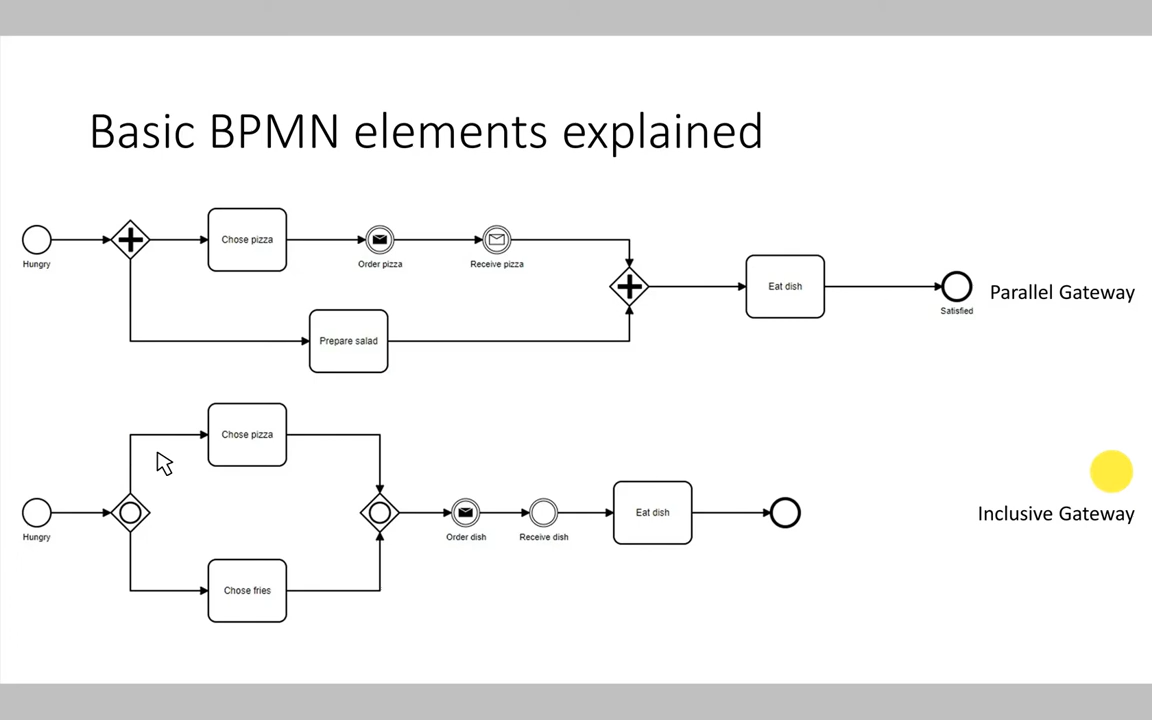 Basic BPMN elements explained
Chose pizza
Hungry
Order pizza
Receive pizza
Eat dish
Satisfied
Parallel Gateway
Prepare salad
Chose pizza
Hungry
Order dish
Receive dish
Eat dish
Inclusive Gateway
Chose fries